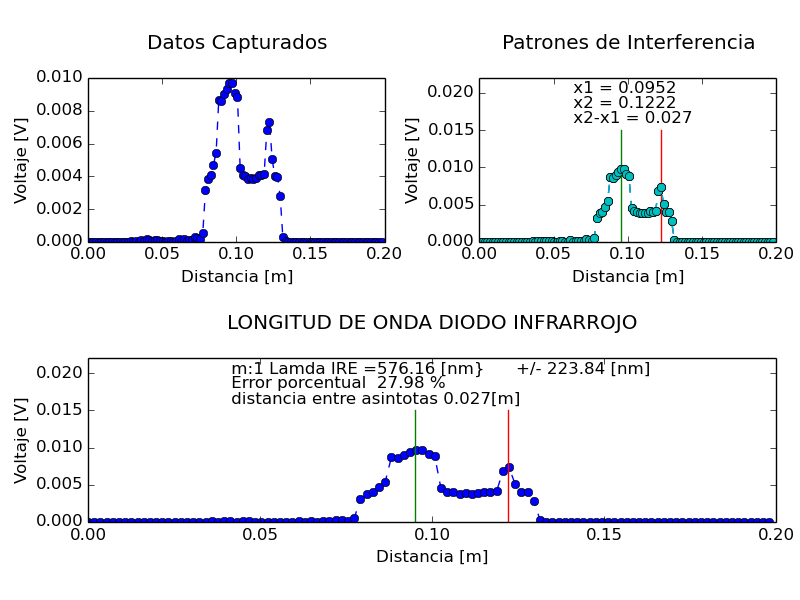 Datos Capturados
Voltaje [V]
0.010
0.008
0.006
0.004
0.002
0.000
0.00 0.05 0.10 0.15 0.20
Distancia [m]
Patrones de Interferencia
x1 = 0.0952
x2 = 0.1222
x2-x1 = 0.027
Voltaje [V]
0.020
0.015
0.010
0.005
0.000
0.00 0.05 0.10 0.15 0.20
Distancia [m]
LONGITUD DE ONDA DIODO INFRARROJO
m:1 Lamda IRE =576.16 [nm} +/- 223.84 [nm]
Error porcentual 27.98 %
distancia entre asintotas 0.027[m]
Voltaje [V]
0.020
0.015
0.010
0.005
0.000
0.00 0.05 0.10 0.15 0.20
Distancia [m]